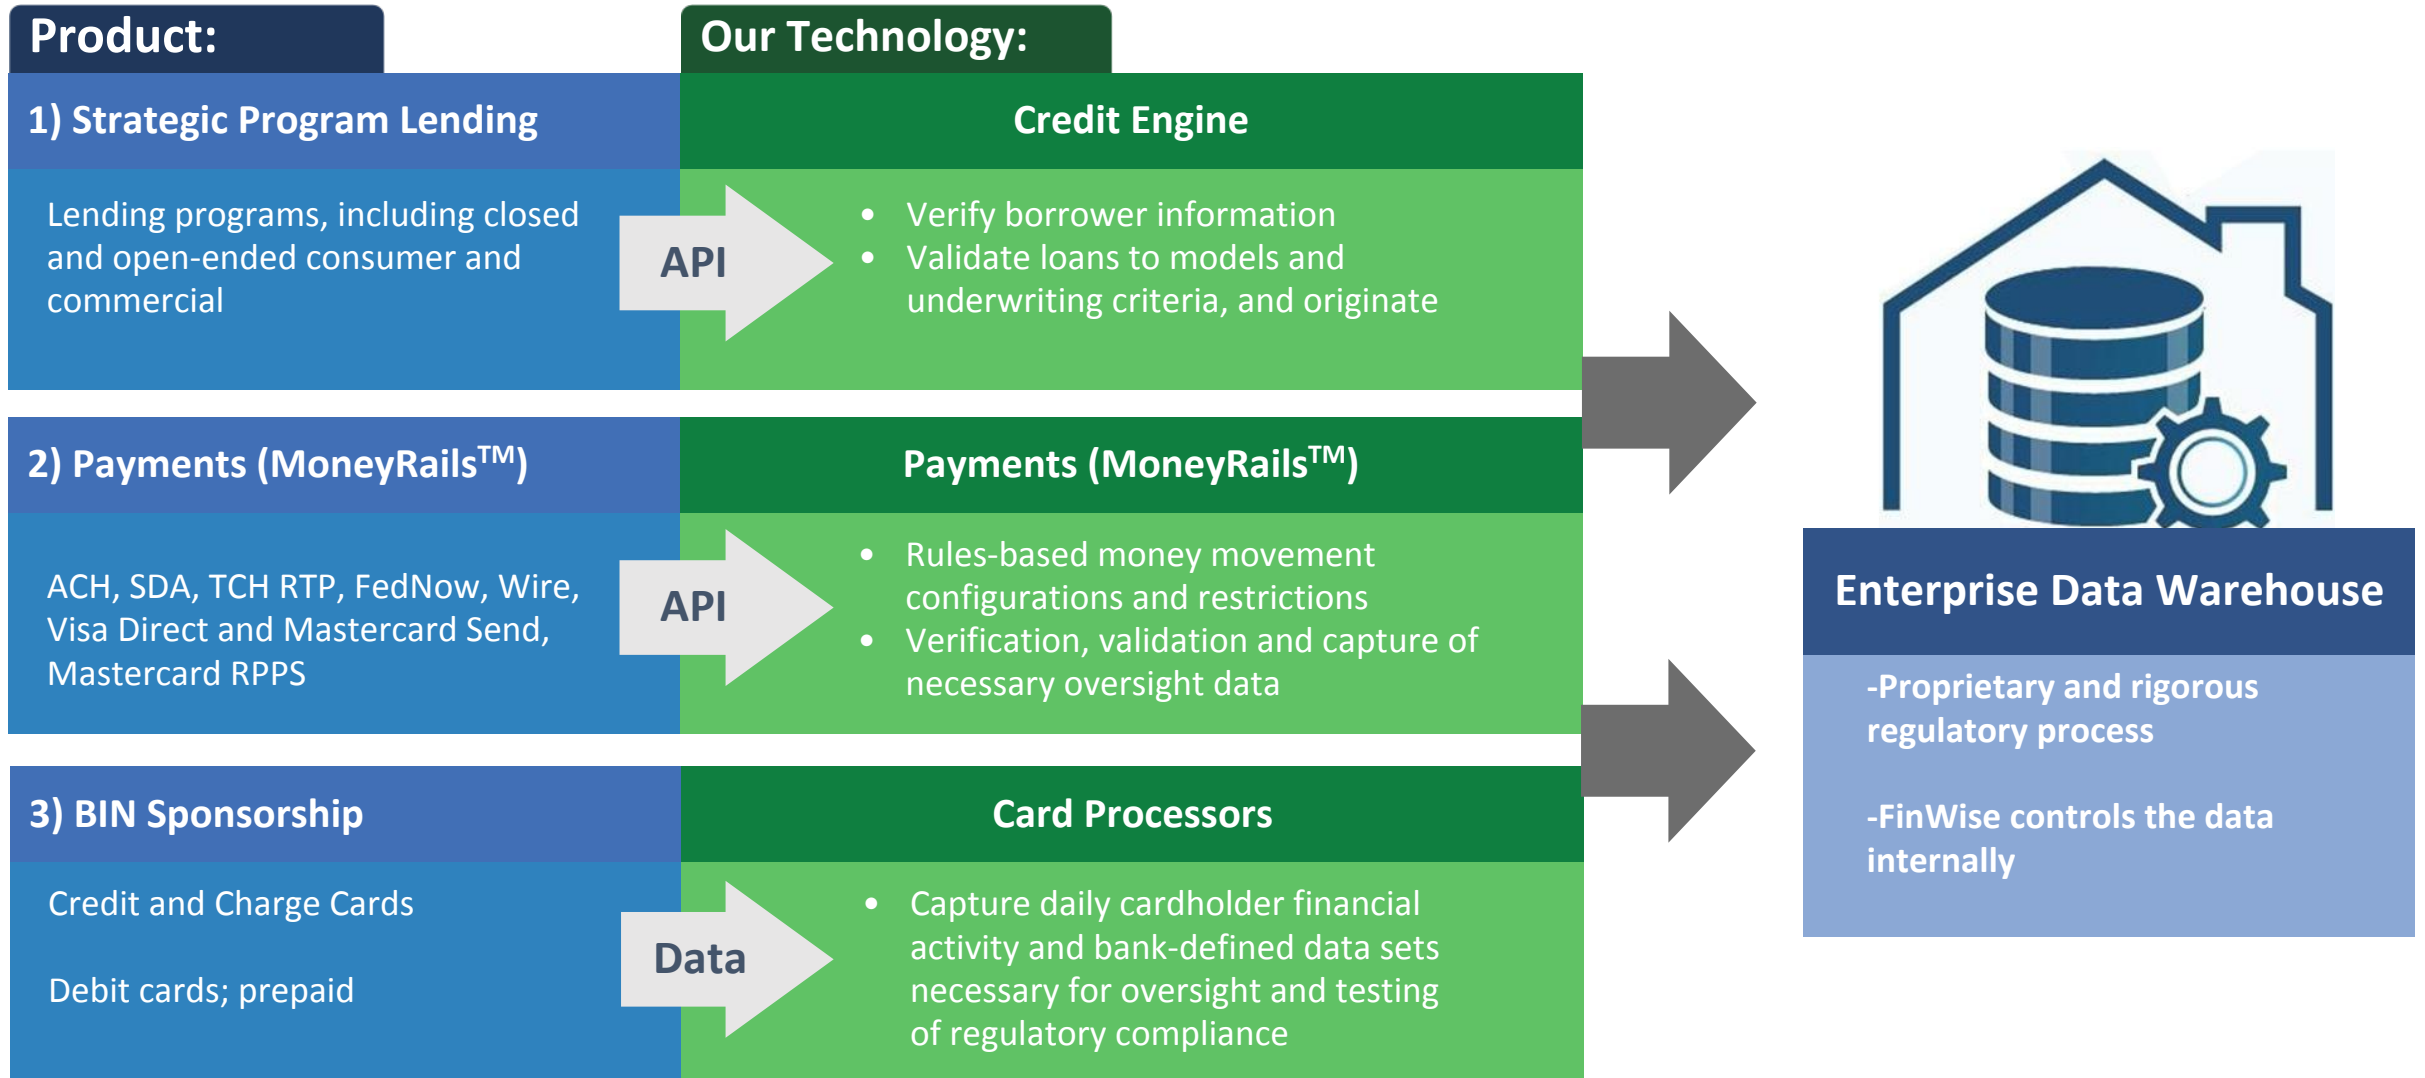 Product:
Our Technology:
1) Strategic Program Lending
Credit Engine
Lending programs, including closed
and open-ended consumer and
commercial
API
• Verify borrower information
• Validate loans to models and
underwriting criteria, and originate
2) Payments (MoneyRails™)
Payments (MoneyRails™)
ACH, SDA, TCH RTP, FedNow, Wire,
Visa Direct and Mastercard Send,
Mastercard RPPS
API
• Rules-based money movement
configurations and restrictions
• Verification, validation and capture of
necessary oversight data
3) BIN Sponsorship
Card Processors
Credit and Charge Cards
Debit cards; prepaid
Data
• Capture daily cardholder financial
activity and bank-defined data sets
necessary for oversight and testing
of regulatory compliance
Enterprise Data Warehouse
-Proprietary and rigorous
regulatory process
-FinWise controls the data
internally